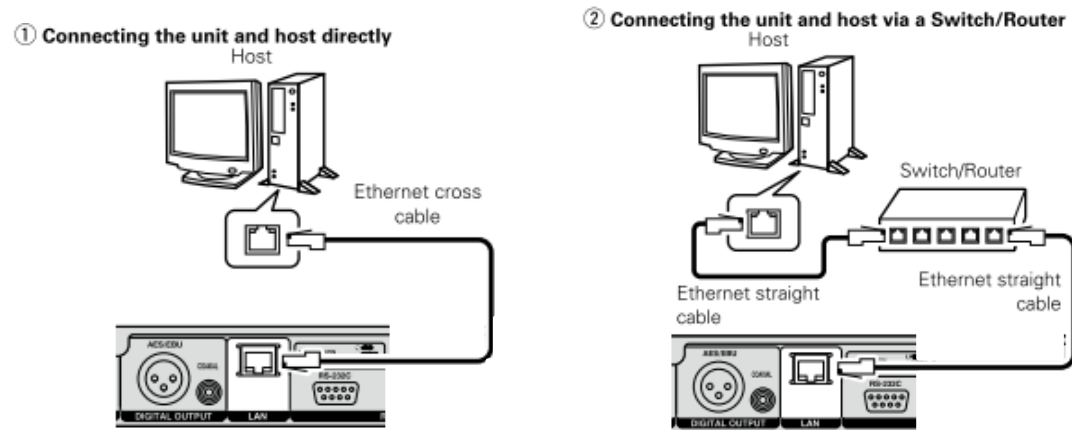 ① Connecting the unit and host directly
Host
Ethernet cross
cable
AES/EBU
COAXIAL
RS-232C
DIGITAL OUTPUT
LAN
② Connecting the unit and host via a Switch/Router
Host
Switch/Router
Ethernet straight
cable
Ethernet straight
cable
AES/EBU
COAXIAL
RS-232C
DIGITAL OUTPUT
LAN